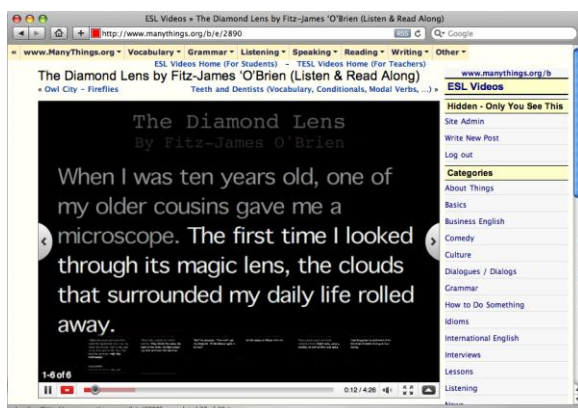 ESL Videos » The Diamond Lens by Fitz-James 'O'Brien (Listen & Read Along)
http://www.manythings.org/b/e/2890
RSS
Google
« www.ManyThings.org Vocabulary Grammar Listening Speaking Reading Writing Other
ESL Videos Home (For Students) - TESL Videos Home (For Teachers)
The Diamond Lens by Fitz-James 'O'Brien (Listen & Read Along)
« Owl City - Fireflies
Teeth and Dentists (Vocabulary, Conditionals, Modal Verbs, ...) »
The Diamond Lens
By Fitz-James O'Brien
When I was ten years old, one of
my older cousins gave me a
microscope. The first time I looked
through its magic lens, the clouds
that surrounded my daily life rolled
away.
1-6 of 6
0:12 / 4:26
www.manythings.org/b
ESL Videos
Hidden - Only You See This
Site Admin
Write New Post
Log out
Categories
About Things
Basics
Business English
Comedy
Culture
Dialogues / Dialogs
Grammar
How to Do Something
Idioms
International English
Interviews
Lessons
Listening